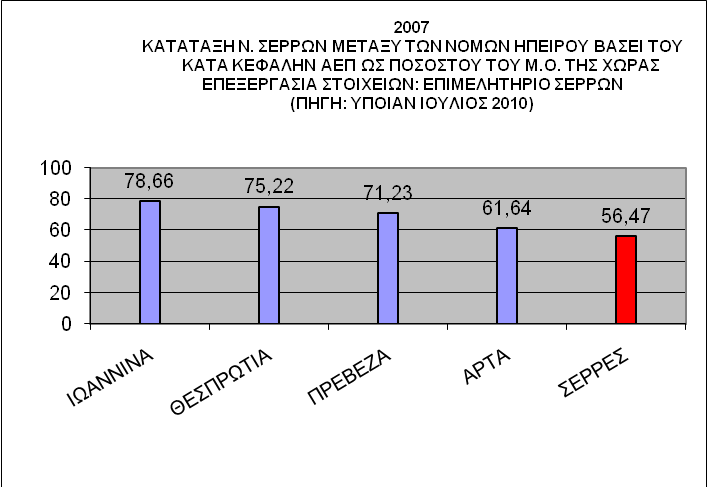 2007
ΚΑΤΑΤΑΞΗ Ν. ΣΕΡΡΩΝ ΜΕΤΑΞΥ ΤΩΝ ΝΟΜΩΝ ΗΠΕΙΡΟΥ ΒΑΣΕΙ ΤΟΥ
ΚΑΤΑ ΚΕΦΑΛΗΝ ΑΕΠ ΩΣ ΠΟΣΟΣΤΟΥ ΤΟΥ Μ.Ο. ΤΗΣ ΧΩΡΑΣ
ΕΠΕΞΕΡΓΑΣΙΑ ΣΤΟΙΧΕΙΩΝ: ΕΠΙΜΕΛΗΤΗΡΙΟ ΣΕΡΡΩΝ
(ΠΗΓΗ: ΥΠΟΙΑΝ ΙΟΥΛΙΟΣ 2010)
100
80
60
40
20
0
78,66
75,22
71,23
61,64
56,47
ΙΩΑΝΝΙΝΑ
ΘΕΣΠΡΩΤΙΑ
ΠΡΕΒΕΖΑ
ΑΡΤΑ
ΣΕΡΡΕΣ